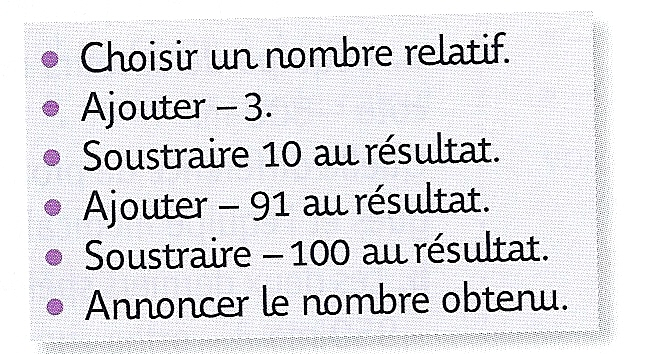 • Choisir un nombre relatif.
• Ajouter – 3.
• Soustraire 10 au résultat.
• Ajouter – 91 au résultat.
• Soustraire – 100 au résultat.
• Annoncer le nombre obtenu.